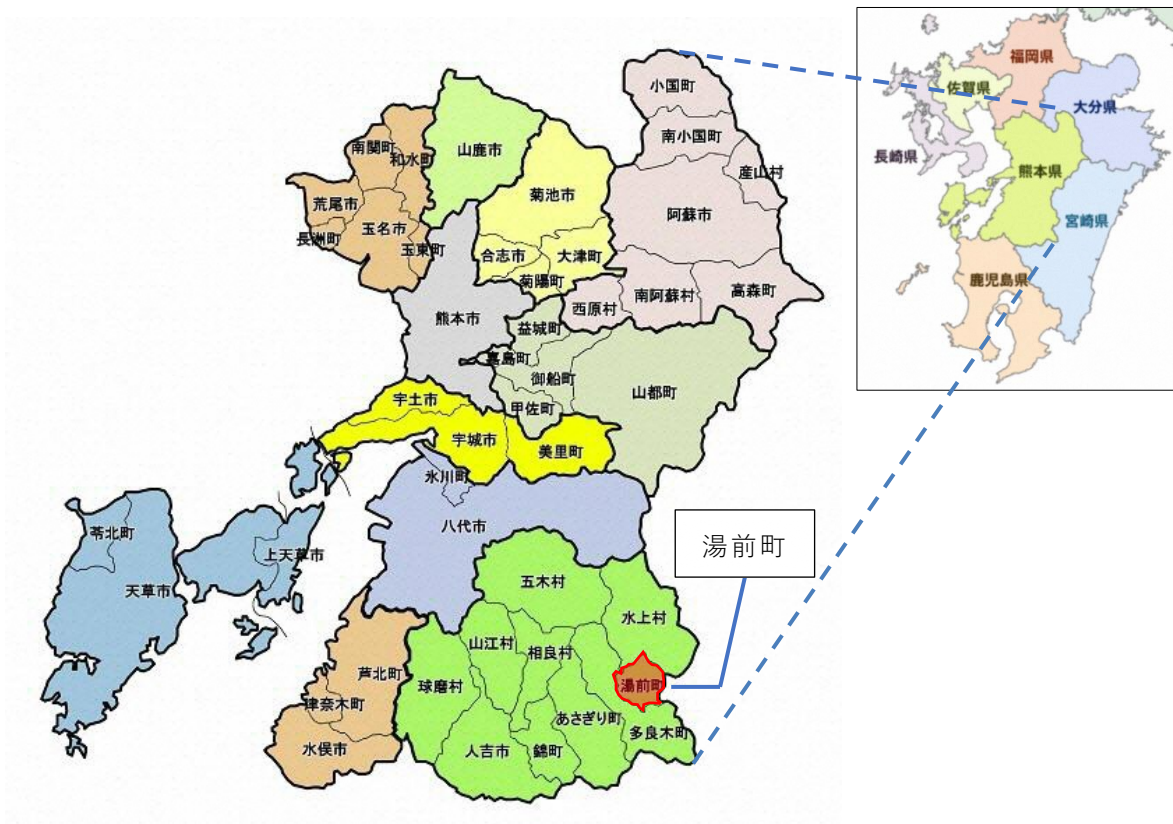 小国町
南小国町
産山村
阿蘇市
南関町
和水町
山鹿市
菊池市
荒尾市
長洲町
玉名市
玉東町
合志市
大津町
菊陽町
西原村
南阿蘇村
高森町
熊本市
益城町
嘉島町
御船町
甲佐町
山都町
宇土市
宇城市
美里町
氷川町
八代市
苓北町
天草市
上天草市
五木村
水上村
山江村
相良村
湯前町
芦北町
津奈木町
水俣市
球磨村
あさぎり町
多良木町
人吉市
錦町
湯前町
福岡県
佐賀県
大分県
長崎県
熊本県
宮崎県
鹿児島県